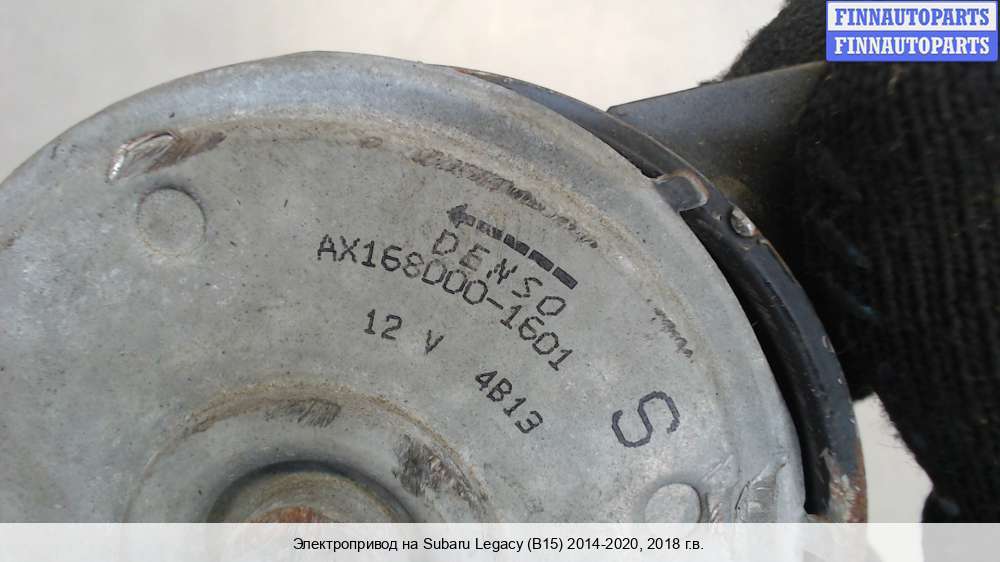 FINNAUTOPARTS
FINNAUTOPARTS
DENSO
AX168000-1601
12 V
4B13
S
Электропривод на Subaru Legacy (B15) 2014-2020, 2018 г.в.